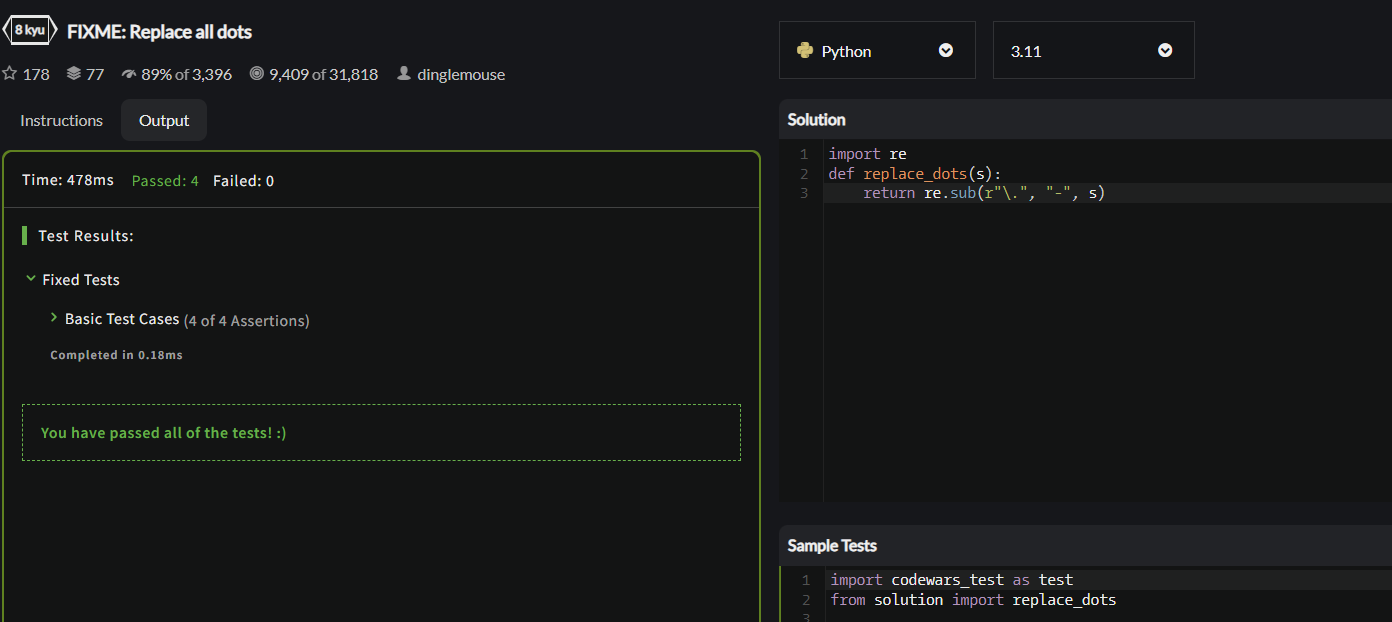 8 kyu FIXME: Replace all dots
178 77 89% of 3,396 9,409 of 31,818 dinglemouse
Instructions Output
Time: 478ms Passed: 4 Failed: 0
Test Results:
Fixed Tests
Basic Test Cases (4 of 4 Assertions)
Completed in 0.18ms
You have passed all of the tests! :)
Python 3.11
Solution
1 import re
2 def replace_dots(s):
3     return re.sub(r"\.", "-", s)
Sample Tests
1 import codewars_test as test
2 from solution import replace_dots
3